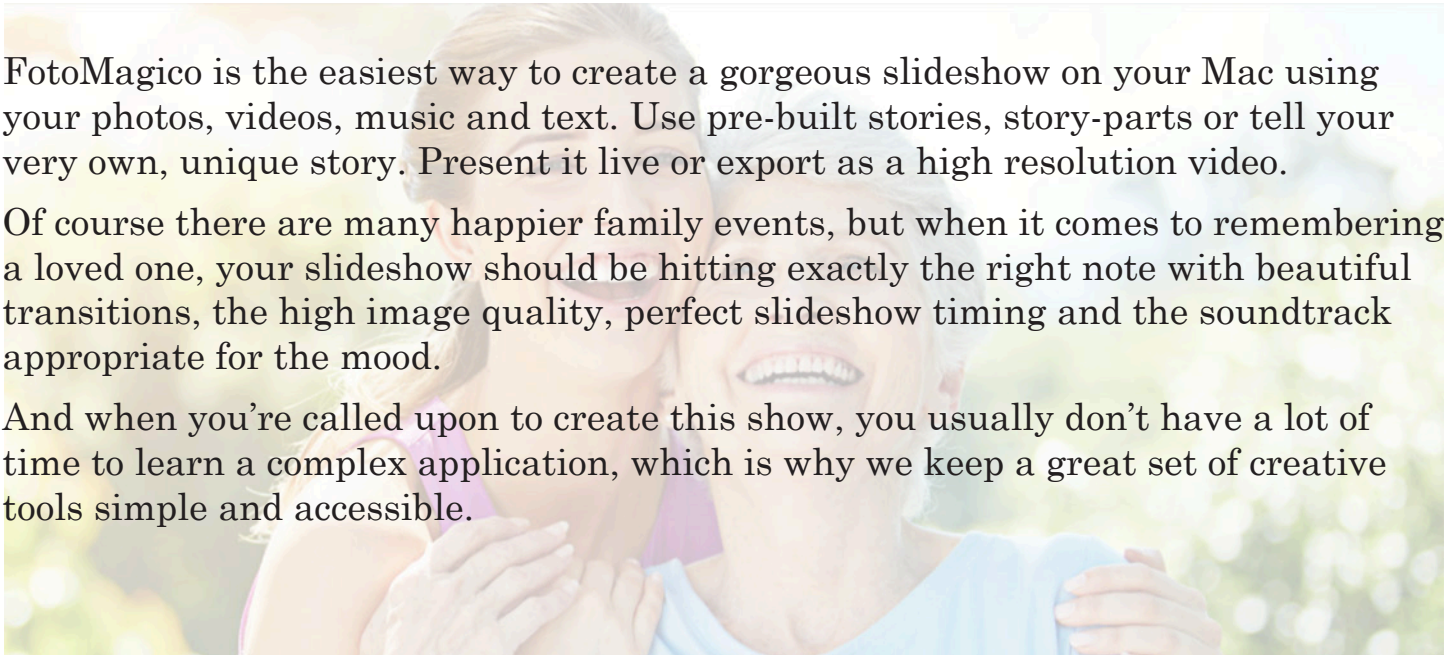 FotoMagico is the easiest way to create a gorgeous slideshow on your Mac using
your photos, videos, music and text. Use pre-built stories, story-parts or tell your
very own, unique story. Present it live or export as a high resolution video.
Of course there are many happier family events, but when it comes to remembering
a loved one, your slideshow should be hitting exactly the right note with beautiful
transitions, the high image quality, perfect slideshow timing and the soundtrack
appropriate for the mood.
And when you’re called upon to create this show, you usually don’t have a lot of
time to learn a complex application, which is why we keep a great set of creative
tools simple and accessible.